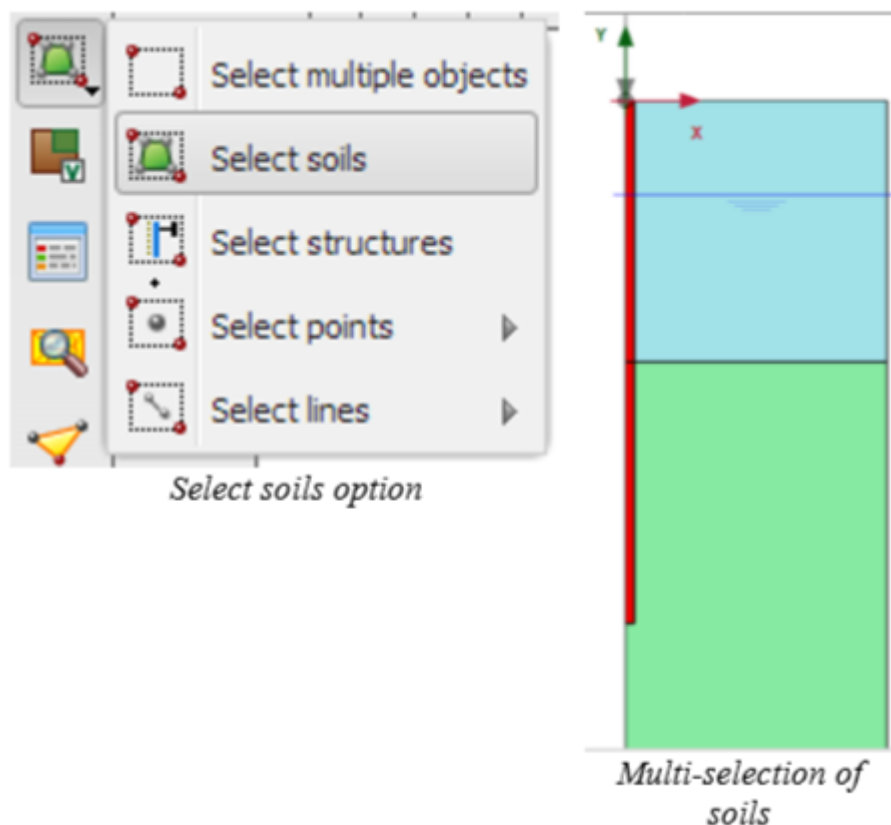 Select multiple objects
Select soils
Select structures
Select points
Select lines
Select soils option
Y
X
Multi-selection of
soils